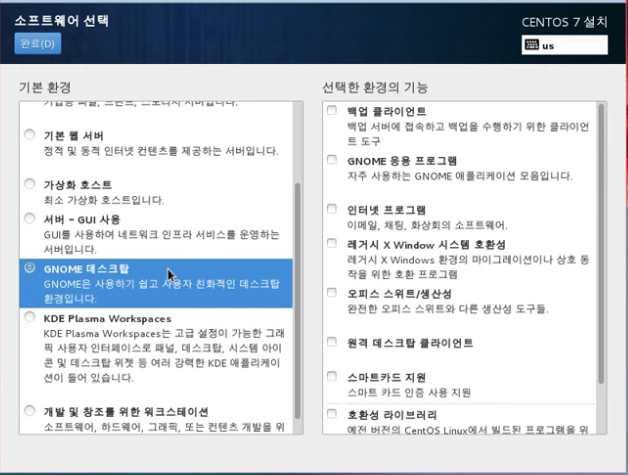 소프트웨어 선택
CENTOS 7 설치
완료(D)
us
기본 환경
기본 웹 서버
정적 및 동적 인터넷 컨텐츠를 제공하는 서버입니다.
가상화 호스트
최소 가상화 호스트입니다.
서버 - GUI 사용
GUI를 사용하여 네트워크 인프라 서비스를 운영하는
서버입니다.
GNOME 데스크탑
GNOME은 사용하기 쉽고 사용자 친화적인 데스크탑
환경입니다.
KDE Plasma Workspaces
KDE Plasma Workspaces는 고급 설정이 가능한 그래
픽 사용자 인터페이스로 패널, 데스크탑, 시스템 아이
콘 및 데스크탑 위젯 등 여러 강력한 KDE 애플리케이
션이 들어 있습니다.
개발 및 창조를 위한 워크스테이션
소프트웨어, 하드웨어, 그래픽, 또는 컨텐츠 개발을 위
선택한 환경의 기능
백업 클라이언트
백업 서버에 접속하고 백업을 수행하기 위한 클라이언
트 도구
GNOME 응용 프로그램
자주 사용하는 GNOME 애플리케이션 모음입니다.
인터넷 프로그램
이메일, 채팅, 화상회의 소프트웨어.
레거시 X Window 시스템 호환성
레거시 X Windows 환경의 마이그레이션이나 상호 동
작을 위한 호환 프로그램
오피스 스위트/생산성
완전한 오피스 스위트와 다른 생산성 도구들.
원격 데스크탑 클라이언트
스마트카드 지원
스마트 카드 인증 사용 지원
호환성 라이브러리
예전 버전의 CentOS Linux에서 빌드된 프로그램을 위